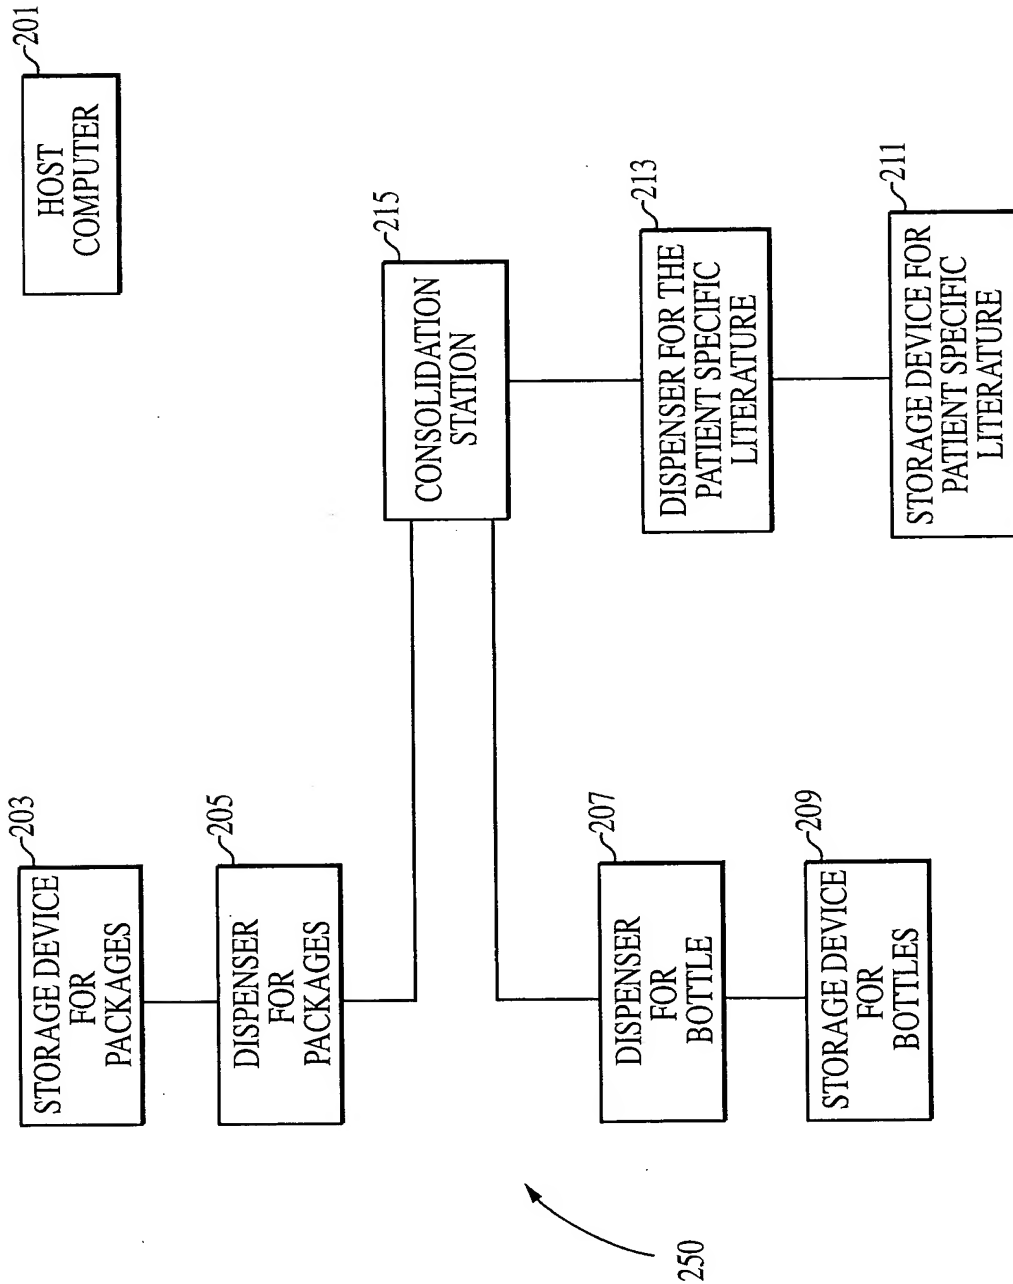 201
HOST
COMPUTER
203
STORAGE DEVICE
FOR
PACKAGES
205
DISPENSER
FOR
PACKAGES
215
CONSOLIDATION
STATION
207
DISPENSER
FOR
BOTTLE
209
STORAGE DEVICE
FOR
BOTTLES
213
DISPENSER FOR THE
PATIENT SPECIFIC
LITERATURE
211
STORAGE DEVICE FOR
PATIENT SPECIFIC
LITERATURE
250